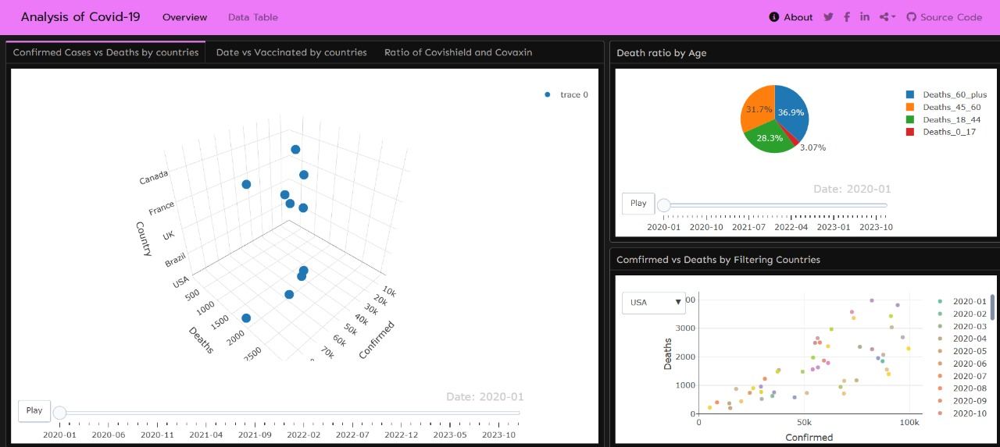 Analysis of Covid-19 Overview Data Table About Source Code
Confirmed Cases vs Deaths by countries Date vs Vaccinated by countries Ratio of Covishield and Covaxin
trace 0
Canada
France
UK
Brazil
USA
Country
500
1000
1500
2000
2500
Deaths
10k
20k
30k
40k
50k
60k
70k
Confirmed
Date: 2020-01
Play
2020-01 2020-06 2020-11 2021-04 2021-09 2022-02 2022-07 2022-12 2023-05 2023-10
Death ratio by Age
31.7% 36.9%
28.3%
3.07%
Deaths_60_plus
Deaths_45_60
Deaths_18_44
Deaths_0_17
Date: 2020-01
Play
2020-01 2020-10 2021-07 2022-04 2023-01 2023-10
Comfirmed vs Deaths by Filtering Countries
USA
3000
2000
1000
0
Deaths
0 50k 100k
Confirmed
2020-01
2020-02
2020-03
2020-04
2020-05
2020-06
2020-07
2020-08
2020-09
2020-10